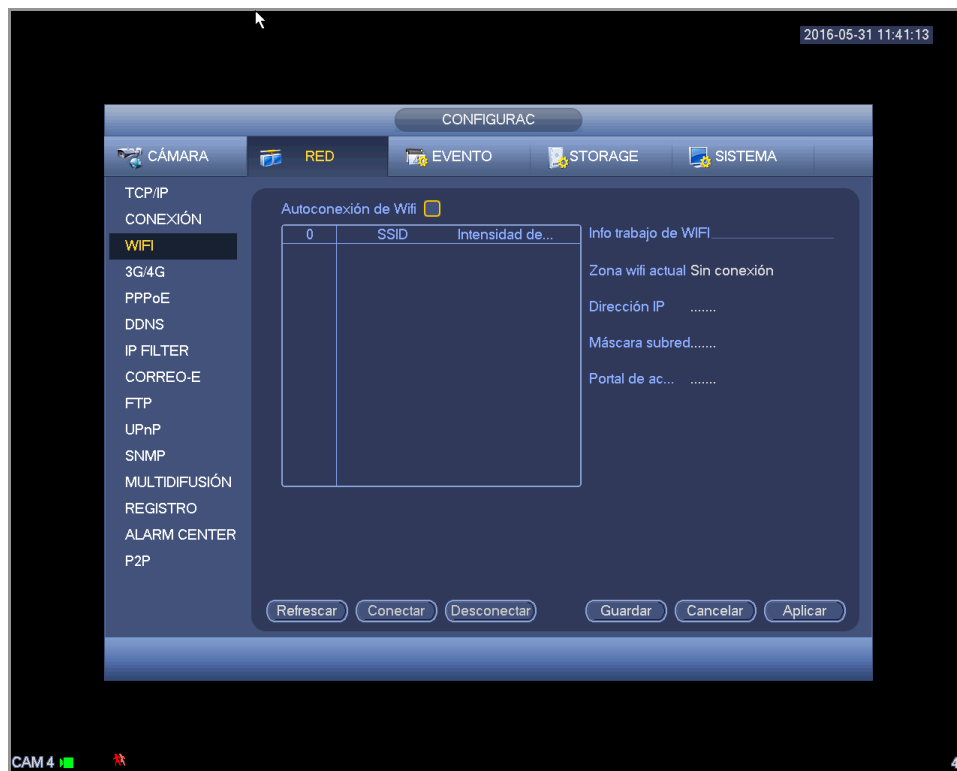 2016-05-31 11:41:13
CONFIGURAC
CÁMARA RED EVENTO STORAGE SISTEMA
TCP/IP
CONEXIÓN
WIFI
3G/4G
PPPoE
DDNS
IP FILTER
CORREO-E
FTP
UPnP
SNMP
MULTIDIFUSIÓN
REGISTRO
ALARM CENTER
P2P
Autoconexión de Wifi
0 SSID Intensidad de...
Info trabajo de WIFI
Zona wifi actual Sin conexión
Dirección IP .......
Máscara subred.......
Portal de ac... .......
Refrescar Conectar Desconectar Guardar Cancelar Aplicar
CAM 4